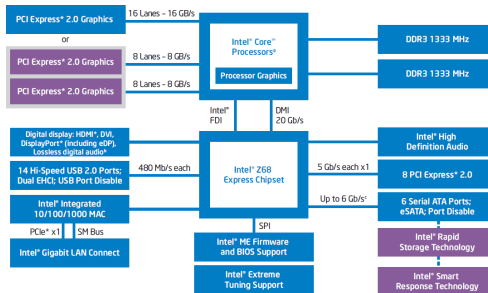 PCI Express* 2.0 Graphics
or
PCI Express* 2.0 Graphics
PCI Express* 2.0 Graphics
16 Lanes – 16 GB/s
8 Lanes – 8 GB/s
8 Lanes – 8 GB/s
Intel® Core™
Processors
Processor Graphics
DDR3 1333 MHz
DDR3 1333 MHz
Intel®
FDI
DMI
20 Gb/s
Digital display: HDMI*, DVI,
DisplayPort* (including eDP),
Lossless digital audio
14 Hi-Speed USB 2.0 Ports;
Dual EHCI; USB Port Disable
480 Mb/s each
Intel® Integrated
10/100/1000 MAC
PCIe* x1
SM Bus
Intel® Gigabit LAN Connect
Intel® Z68
Express Chipset
SPI
Intel® ME Firmware
and BIOS Support
Intel® Extreme
Tuning Support
Intel® High
Definition Audio
5 Gb/s each x1
8 PCI Express* 2.0
Up to 6 Gb/s
6 Serial ATA Ports;
eSATA; Port Disable
Intel® Rapid
Storage Technology
Intel® Smart
Response Technology